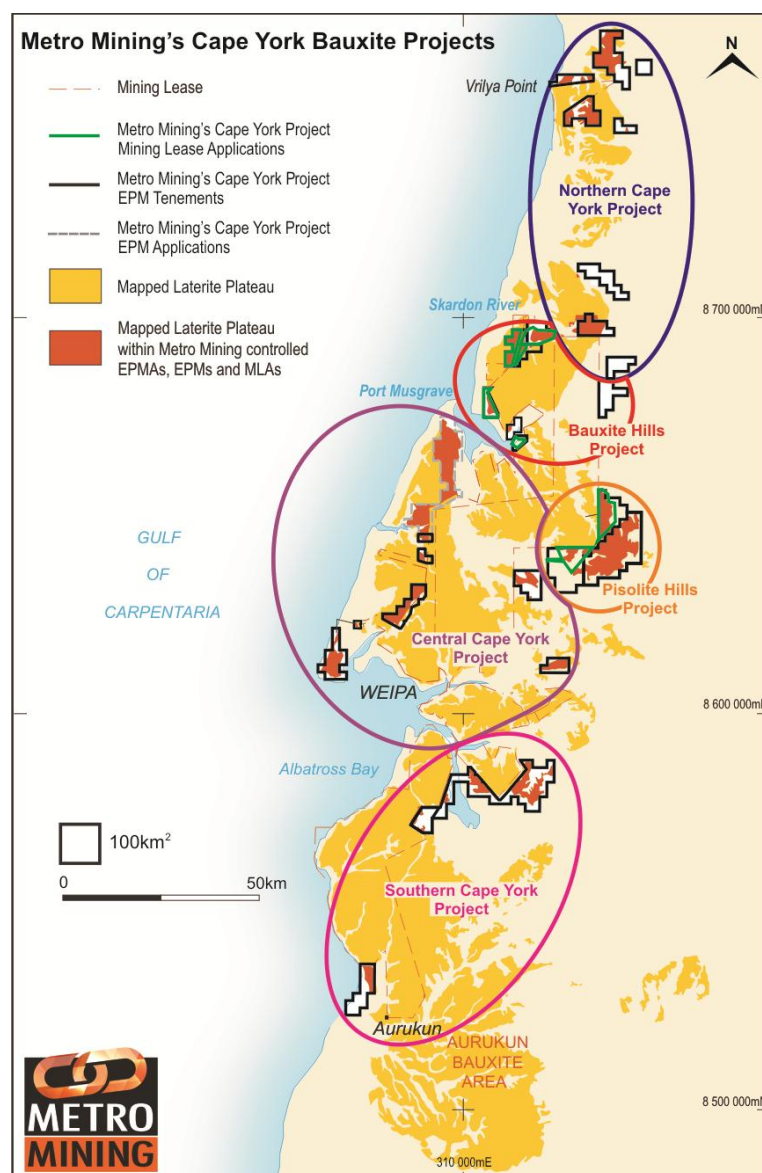 Metro Mining's Cape York Bauxite Projects
N
Mining Lease
Metro Mining's Cape York Project
Mining Lease Applications
Metro Mining's Cape York Project
EPM Tenements
Metro Mining's Cape York Project
EPM Applications
Mapped Laterite Plateau
Mapped Laterite Plateau
within Metro Mining controlled
EPMAs, EPMs and MLAs
Vrilya Point
Northern Cape
York Project
Skardon River
8 700 000m
Port Musgrave
Bauxite Hills
Project
GULF
OF
CARPENTARIA
Pisolite Hills
Project
Central Cape York
Project
WEIPA
8 600 000m
Albatross Bay
100km²
0 50km
Southern Cape York
Project
Aurukun
AURUKUN
BAUXITE
AREA
METRO
MINING
8 500 000m
310 000mE